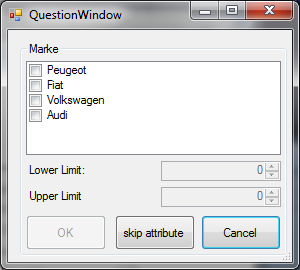 QuestionWindow
Marke
Peugeot
Fiat
Volkswagen
Audi
Lower Limit: 0
Upper Limit 0
OK skip attribute Cancel